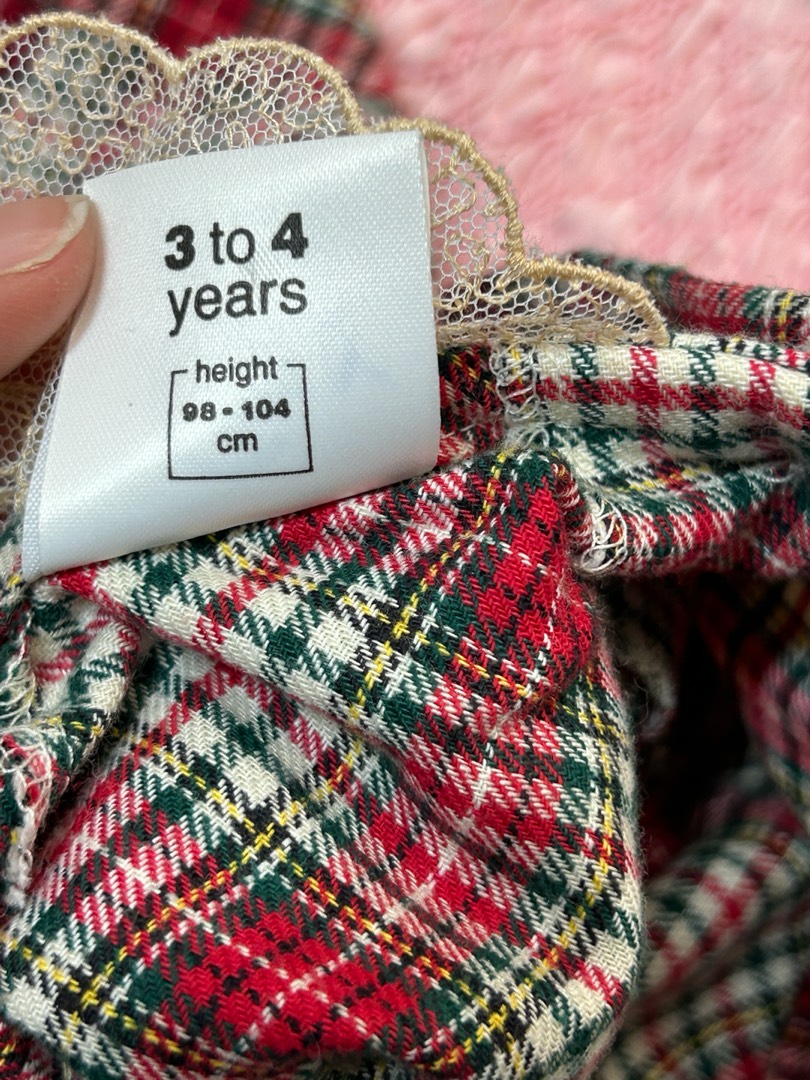 3 to 4
years
height
98 - 104
cm